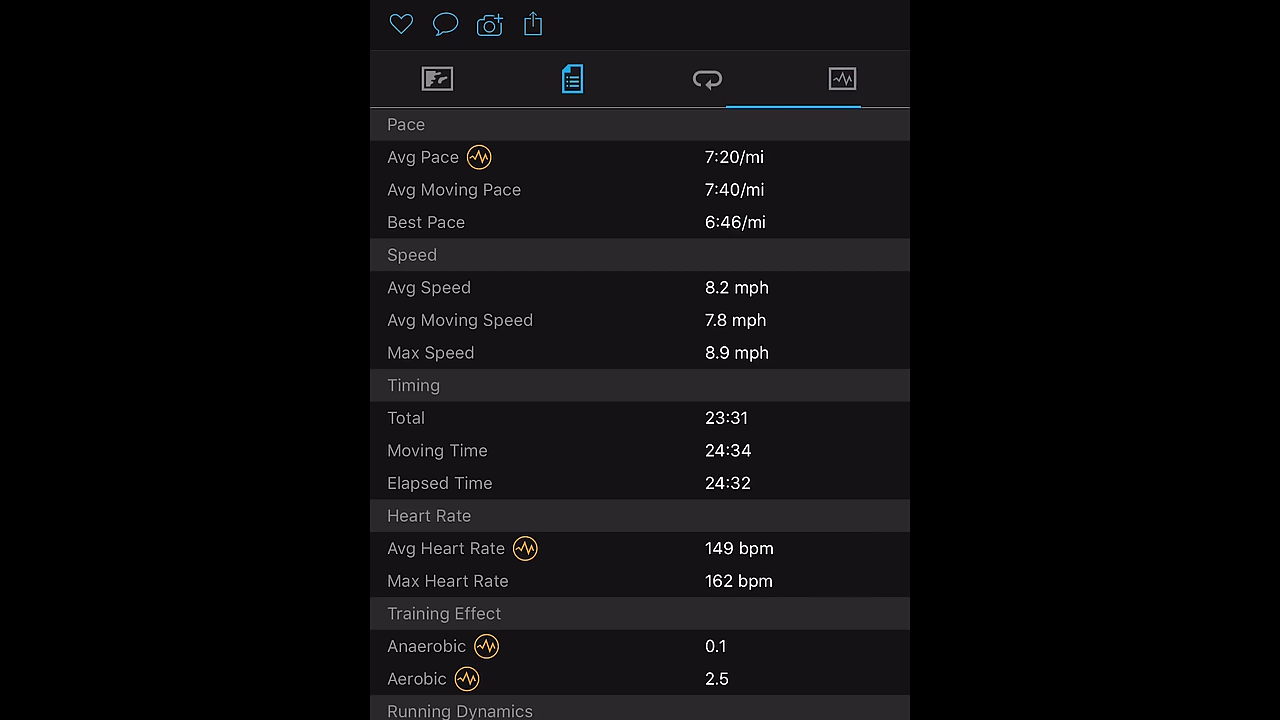 Pace
Avg Pace 7:20/mi
Avg Moving Pace 7:40/mi
Best Pace 6:46/mi
Speed
Avg Speed 8.2 mph
Avg Moving Speed 7.8 mph
Max Speed 8.9 mph
Timing
Total 23:31
Moving Time 24:34
Elapsed Time 24:32
Heart Rate
Avg Heart Rate 149 bpm
Max Heart Rate 162 bpm
Training Effect
Anaerobic 0.1
Aerobic 2.5
Running Dynamics